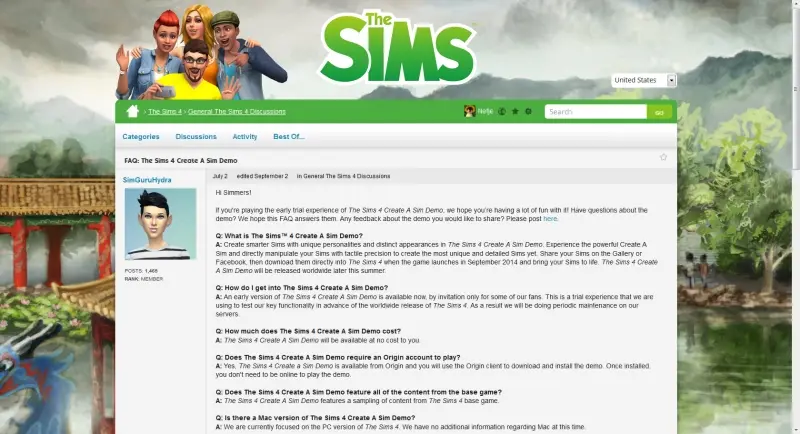 The
SIMS
United States
› The Sims 4 › General The Sims 4 Discussions
Search
GO
Categories Discussions Activity Best Of...
FAQ: The Sims 4 Create A Sim Demo
SimGuruHydra
POSTS: 1,465
RANK: MEMBER
July 2 edited September 2 in General The Sims 4 Discussions
Hi Simmers!
If you're playing the early trial experience of The Sims 4 Create A Sim Demo, we hope you're having a lot of fun with it! Have questions about the
demo? We hope this FAQ answers them. Any feedback about the demo you would like to share? Please post here.
Q: What is The Sims™ 4 Create A Sim Demo?
A: Create smarter Sims with unique personalities and distinct appearances in The Sims 4 Create A Sim Demo. Experience the powerful Create A
Sim and directly manipulate your Sims with tactile precision to create the most unique and detailed Sims yet. Share your Sims on the Gallery or
Facebook, then download them directly into The Sims 4 when the game launches in September 2014 and bring your Sims to life. The Sims 4 Create
A Sim Demo will be released worldwide later this summer.
Q: How do I get into The Sims 4 Create A Sim Demo?
A: An early version of The Sims 4 Create A Sim Demo is available now, by invitation only for some of our fans. This is a trial experience that we are
using to test our key functionality in advance of the worldwide release of The Sims 4. As a result we will be doing periodic maintenance on our
servers.
Q: How much does The Sims 4 Create A Sim Demo cost?
A: The Sims 4 Create A Sim Demo will be available at no cost to you.
Q: Does The Sims 4 Create A Sim Demo require an Origin account to play?
A: Yes, The Sims 4 Create a Sim Demo is available from Origin and you will use the Origin client to download and install the demo. Once installed,
you don't need to be online to play the demo.
Q: Does The Sims 4 Create A Sim Demo feature all of the content from the base game?
A: The Sims 4 Create A Sim Demo features a sampling of content from The Sims 4 base game.
Q: Is there a Mac version of The Sims 4 Create A Sim Demo?
A: We are currently focused on the PC version of The Sims 4. We have no additional information regarding Mac at this time.